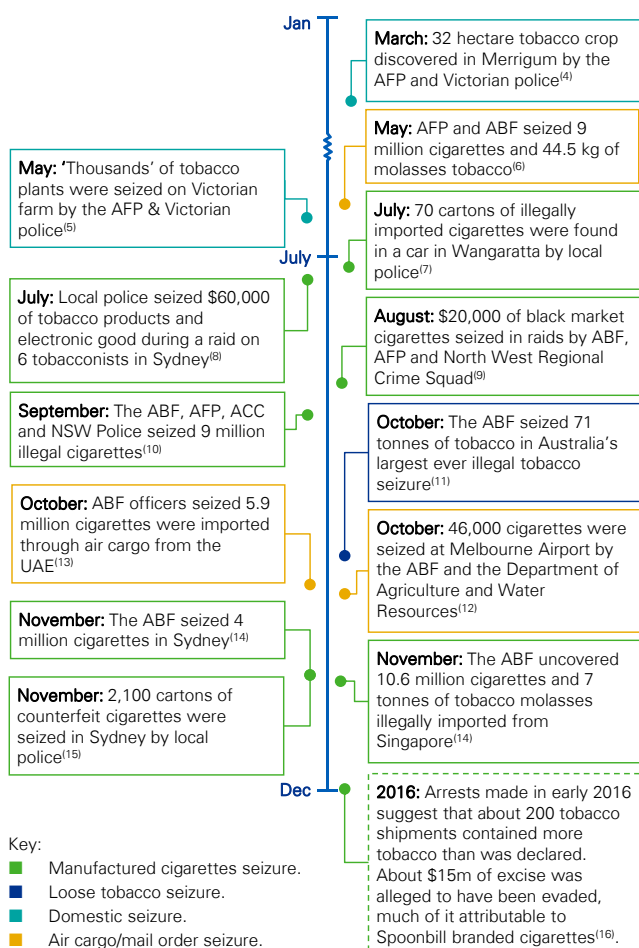 Jan
March: 32 hectare tobacco crop
discovered in Merrigum by the
AFP and Victorian police(4)
May: AFP and ABF seized 9
million cigarettes and 44.5 kg of
molasses tobacco(6)
May: 'Thousands' of tobacco
plants were seized on Victorian
farm by the AFP & Victorian
police(5)
July
July: 70 cartons of illegally
imported cigarettes were found
in a car in Wangaratta by local
police(7)
July: Local police seized $60,000
of tobacco products and
electronic good during a raid on
6 tobacconists in Sydney(8)
August: $20,000 of black market
cigarettes seized in raids by ABF,
AFP and North West Regional
Crime Squad(9)
September: The ABF, AFP, ACC
and NSW Police seized 9 million
illegal cigarettes(10)
October: The ABF seized 71
tonnes of tobacco in Australia's
largest ever illegal tobacco
seizure(11)
October: ABF officers seized 5.9
million cigarettes were imported
through air cargo from the
UAE(13)
October: 46,000 cigarettes were
seized at Melbourne Airport by
the ABF and the Department of
Agriculture and Water
Resources(12)
November: The ABF seized 4
million cigarettes in Sydney(14)
November: The ABF uncovered
10.6 million cigarettes and 7
tonnes of tobacco molasses
illegally imported from
Singapore(14)
November: 2,100 cartons of
counterfeit cigarettes were
seized in Sydney by local
police(15)
Dec
2016: Arrests made in early 2016
suggest that about 200 tobacco
shipments contained more
tobacco than was declared.
About $15m of excise was
alleged to have been evaded,
much of it attributable to
Spoonbill branded cigarettes(16).
Key:
Manufactured cigarettes seizure.
Loose tobacco seizure.
Domestic seizure.
Air cargo/mail order seizure.